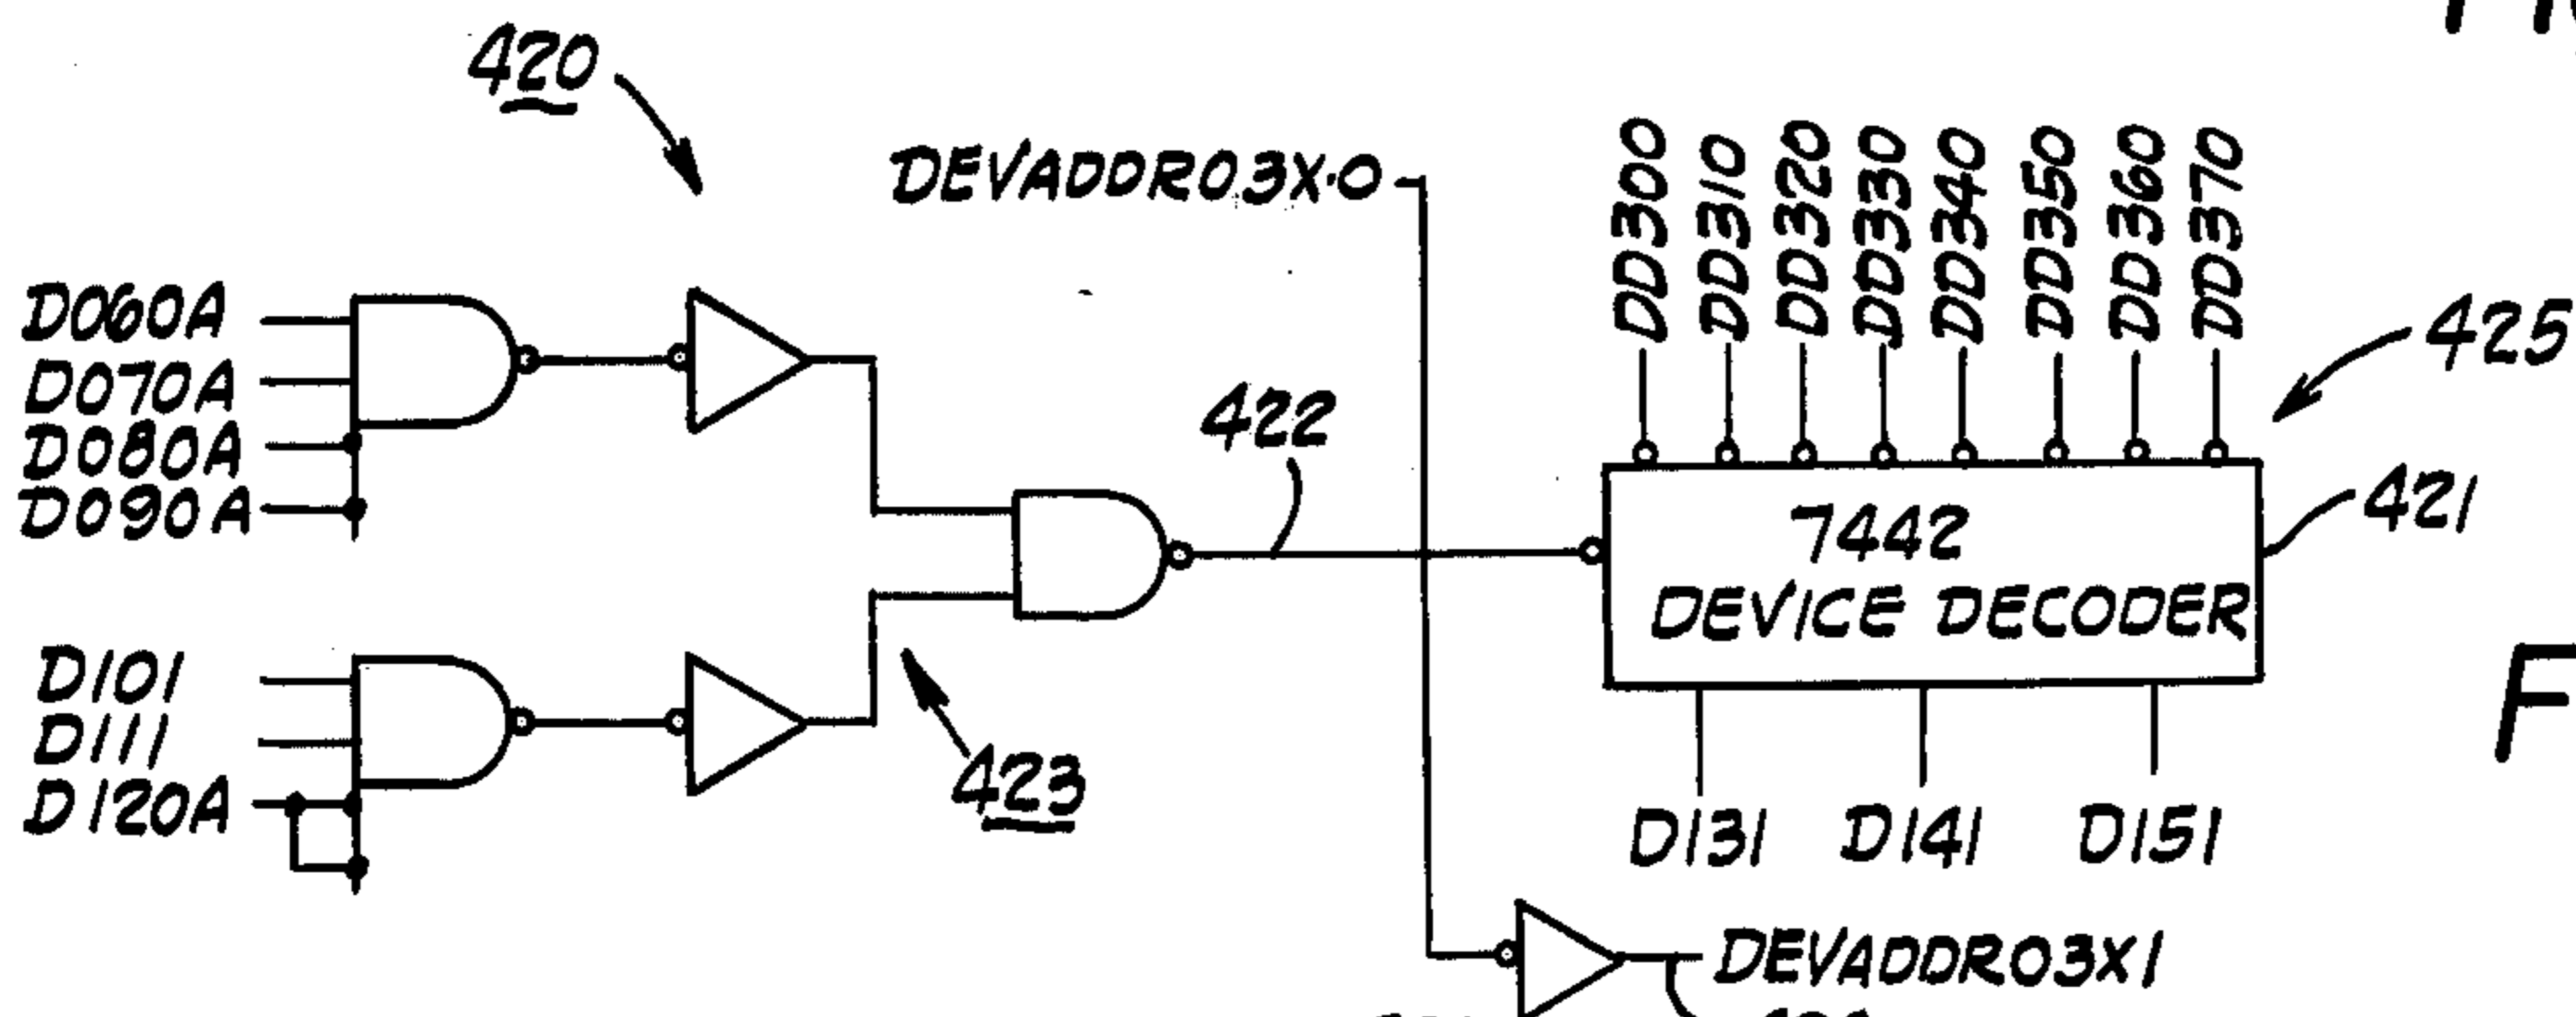 420
DEVADDR03X·0
DD300
DD310
DD320
DD330
DD340
DD350
DD360
DD370
425
D060A
D070A
D080A
D090A
422
7442
DEVICE DECODER
421
D101
D111
D120A
423
D131
D141
D151
F
DEVADDR03X1